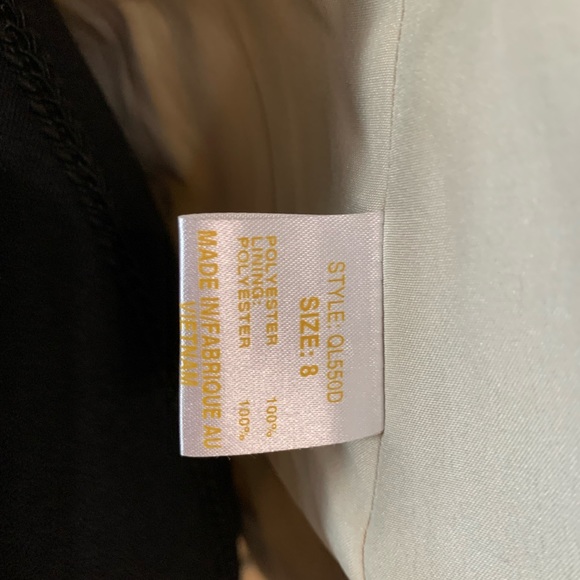 STYLE: QL550D
SIZE: 8
POLYESTER 100%
LINING:
POLYESTER 100%
MADE IN/FABRIQUE AU
VIETNAM